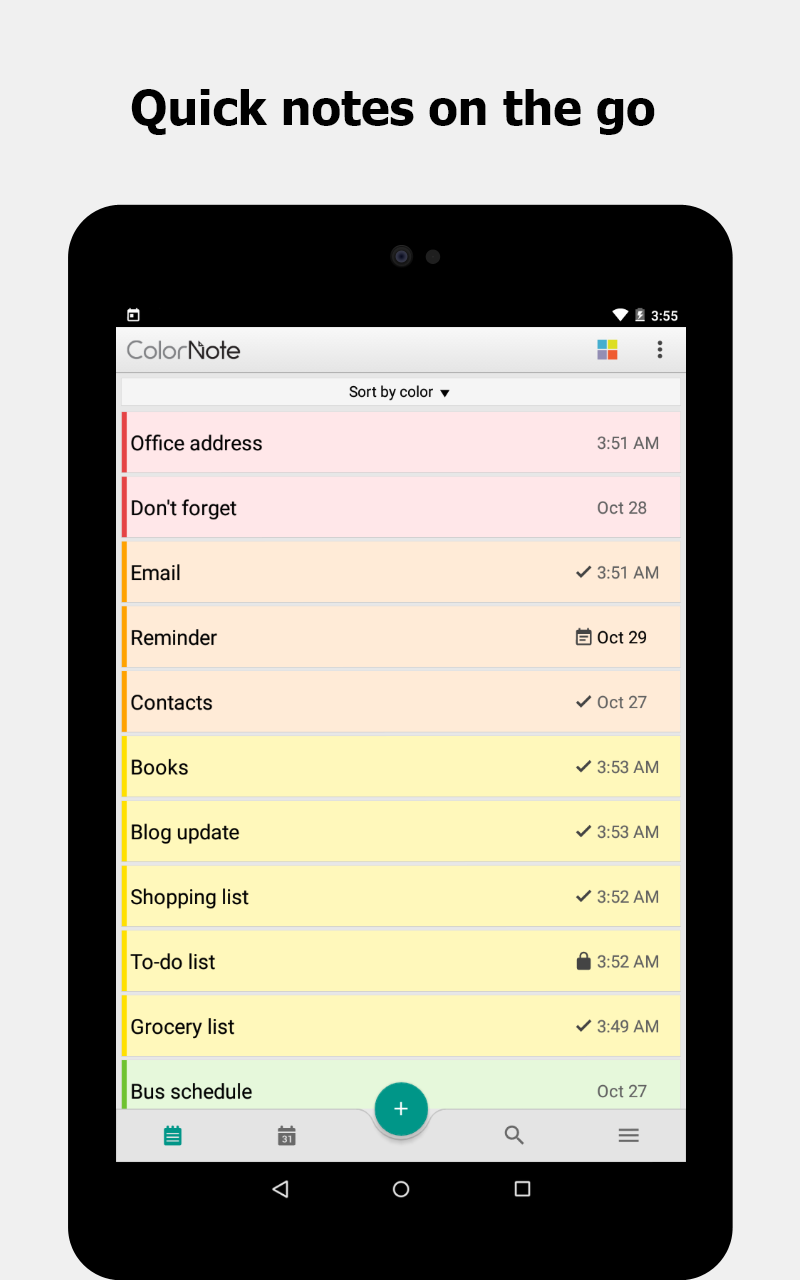 Quick notes on the go
3:55
ColorNote
Sort by color
Office address 3:51 AM
Don't forget Oct 28
Email 3:51 AM
Reminder Oct 29
Contacts Oct 27
Books 3:53 AM
Blog update 3:53 AM
Shopping list 3:52 AM
To-do list 3:52 AM
Grocery list 3:49 AM
Bus schedule Oct 27
31